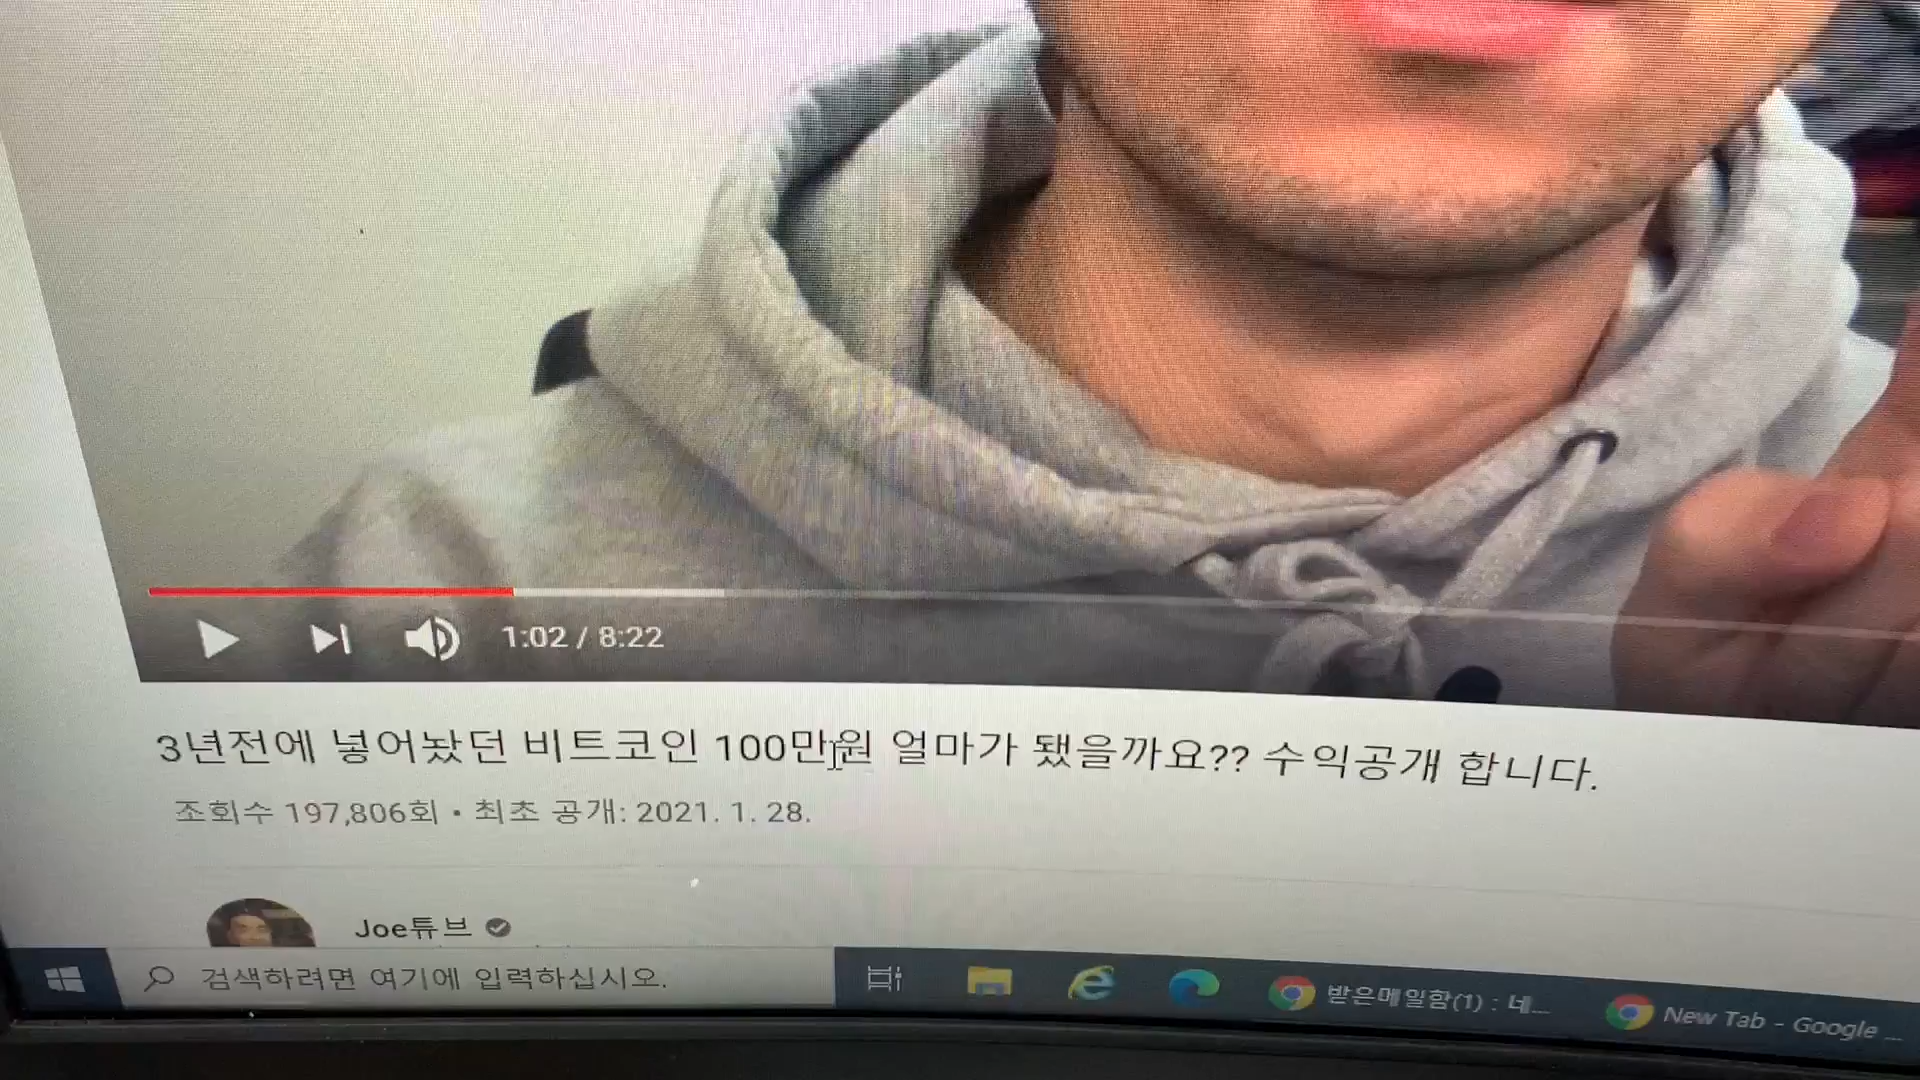 1:02 / 8:22
3년전에 넣어놨던 비트코인 100만원 얼마가 됐을까요?? 수익공개 합니다.
조회수 197,806회 • 최초 공개: 2021. 1. 28.
Joe튜브
검색하려면 여기에 입력하십시오.
받은메일함(1) : 네...
New Tab - Google ...